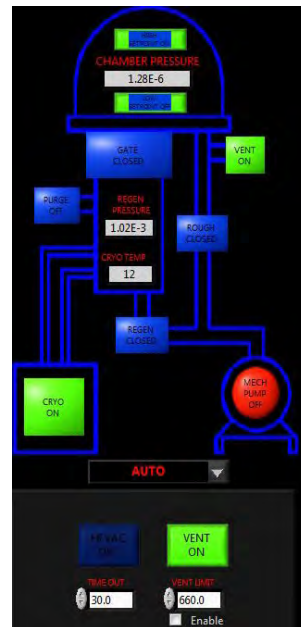 CHAMBER PRESSURE
1.28E-6
GATE
CLOSED
VENT
ON
PURGE
OFF
REGEN
PRESSURE
1.02E-3
ROUGH
CLOSED
CRYO TEMP
12
REGEN
CLOSED
CRYO
ON
MECH
PUMP
OFF
AUTO
HI VAC
VENT
ON
TIME OUT
VENT LIMIT
30.0
660.0
Enable